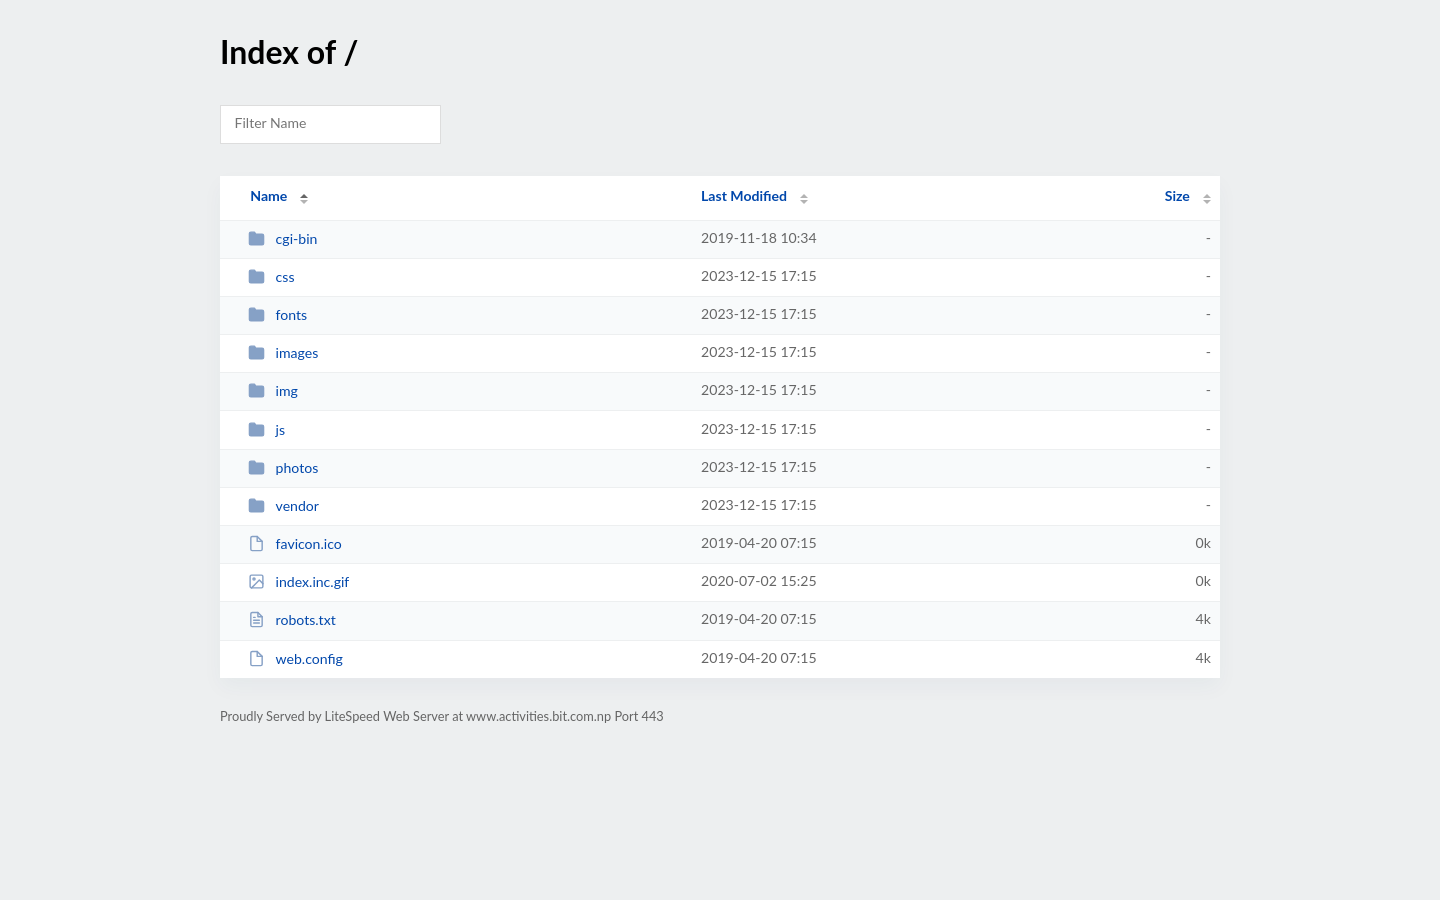 Index of /
Filter Name
Name Last Modified Size
cgi-bin 2019-11-18 10:34 -
css 2023-12-15 17:15 -
fonts 2023-12-15 17:15 -
images 2023-12-15 17:15 -
img 2023-12-15 17:15 -
js 2023-12-15 17:15 -
photos 2023-12-15 17:15 -
vendor 2023-12-15 17:15 -
favicon.ico 2019-04-20 07:15 0k
index.inc.gif 2020-07-02 15:25 0k
robots.txt 2019-04-20 07:15 4k
web.config 2019-04-20 07:15 4k
Proudly Served by LiteSpeed Web Server at www.activities.bit.com.np Port 443